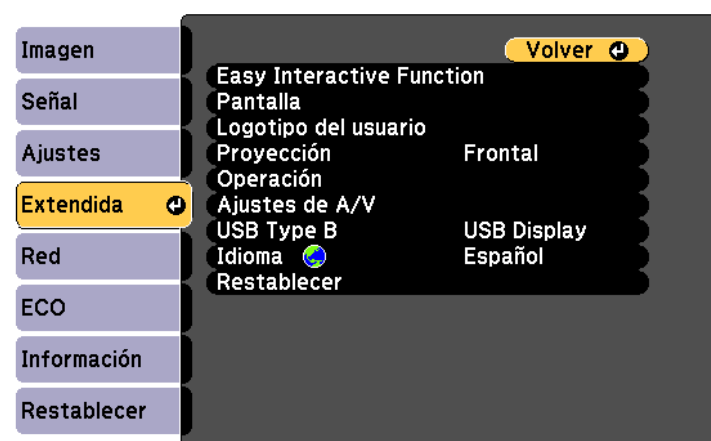 Imagen
Señal
Ajustes
Extendida
Red
ECO
Información
Restablecer
Volver
Easy Interactive Function
Pantalla
Logotipo del usuario
Proyección Frontal
Operación
Ajustes de A/V
USB Type B USB Display
Idioma Español
Restablecer